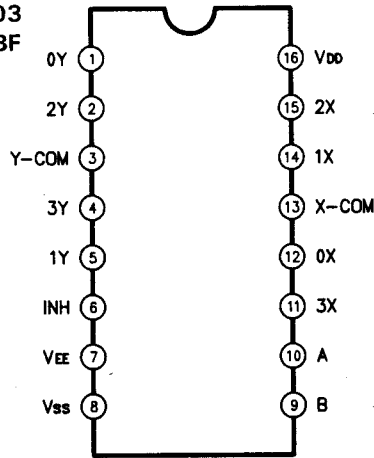 03
3F
0Y 1 16 VDD
2Y 2 15 2X
Y-COM 3 14 1X
3Y 4 13 X-COM
1Y 5 12 0X
INH 6 11 3X
VEE 7 10 A
VSS 8 9 B